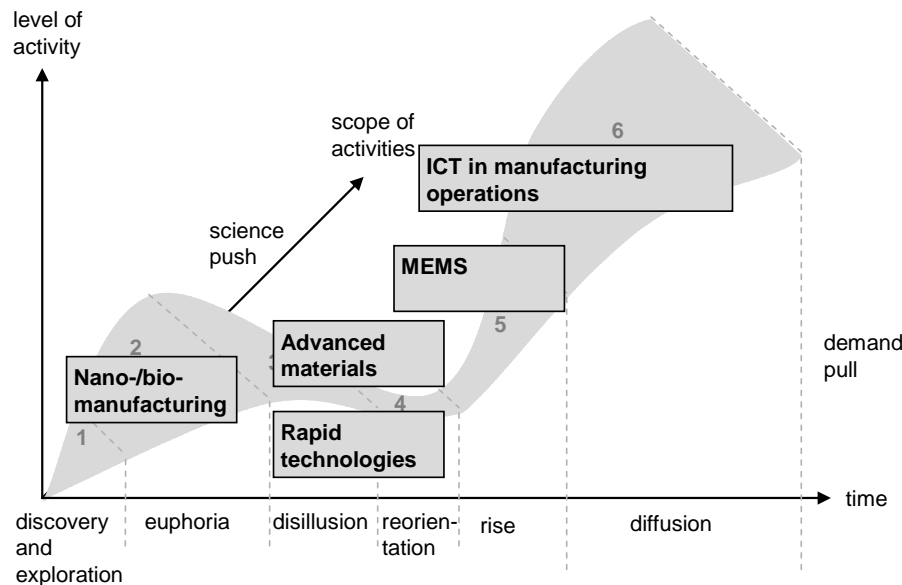 level of
activity
6
scope of
activities
ICT in manufacturing
operations
science
push
MEMS
5
2
3
Advanced
materials
demand
pull
Nano-/bio-
manufacturing
4
1
Rapid
technologies
time
discovery
and
exploration
euphoria
disillusion
reorien-
tation
rise
diffusion